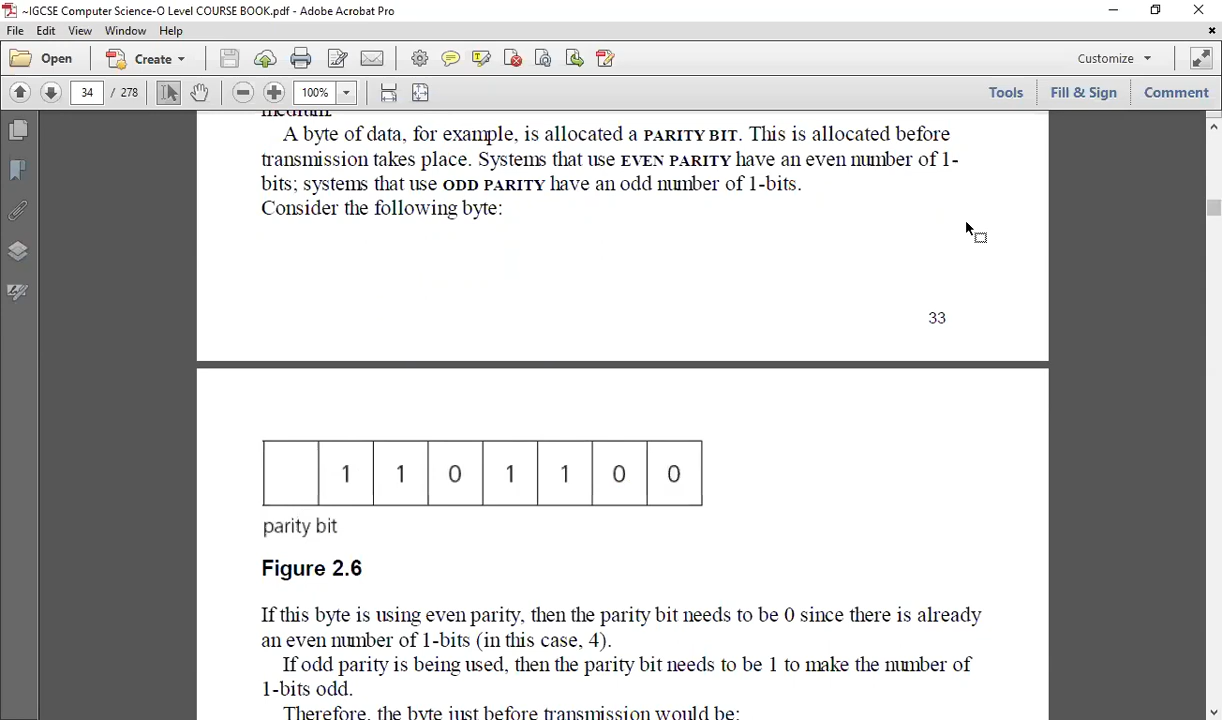 ~IGCSE Computer Science-O Level COURSE BOOK.pdf - Adobe Acrobat Pro
File Edit View Window Help
Open Create Customize
34 / 278 100% Tools Fill & Sign Comment
medium.
A byte of data, for example, is allocated a PARITY BIT. This is allocated before
transmission takes place. Systems that use EVEN PARITY have an even number of 1-
bits; systems that use ODD PARITY have an odd number of 1-bits.
Consider the following byte:
33
1 1 0 1 1 0 0
parity bit
Figure 2.6
If this byte is using even parity, then the parity bit needs to be 0 since there is already
an even number of 1-bits (in this case, 4).
If odd parity is being used, then the parity bit needs to be 1 to make the number of
1-bits odd.
Therefore, the byte just before transmission would be: